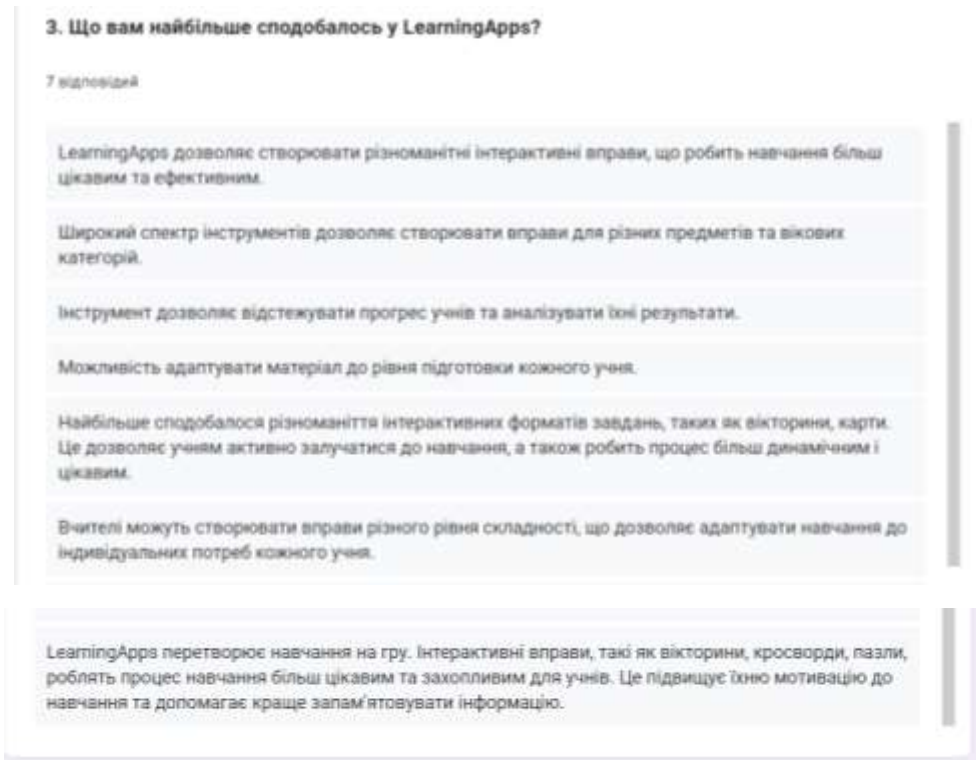 3. Що вам найбільше сподобалось у LearningApps?
7 відповідей
LearningApps дозволяє створювати різноманітні інтерактивні вправи, що робить навчання більш
цікавим та ефективним.
Широкий спектр інструментів дозволяє створювати вправи для різних предметів та вікових
категорій.
Інструмент дозволяє відстежувати прогрес учнів та аналізувати їхні результати.
Можливість адаптувати матеріал до рівня підготовки кожного учня.
Найбільше сподобалося різноманіття інтерактивних форматів завдань, таких як вікторини, карти.
Це дозволяє учням активно залучатися до навчання, а також робить процес більш динамічним і
цікавим.
Вчителі можуть створювати вправи різного рівня складності, що дозволяє адаптувати навчання до
індивідуальних потреб кожного учня.
LearningApps перетворює навчання на гру. Інтерактивні вправи, такі як вікторини, кросворди, пазли,
роблять процес навчання більш цікавим та захопливим для учнів. Це підвищує їхню мотивацію до
навчання та допомагає краще запам'ятовувати інформацію.